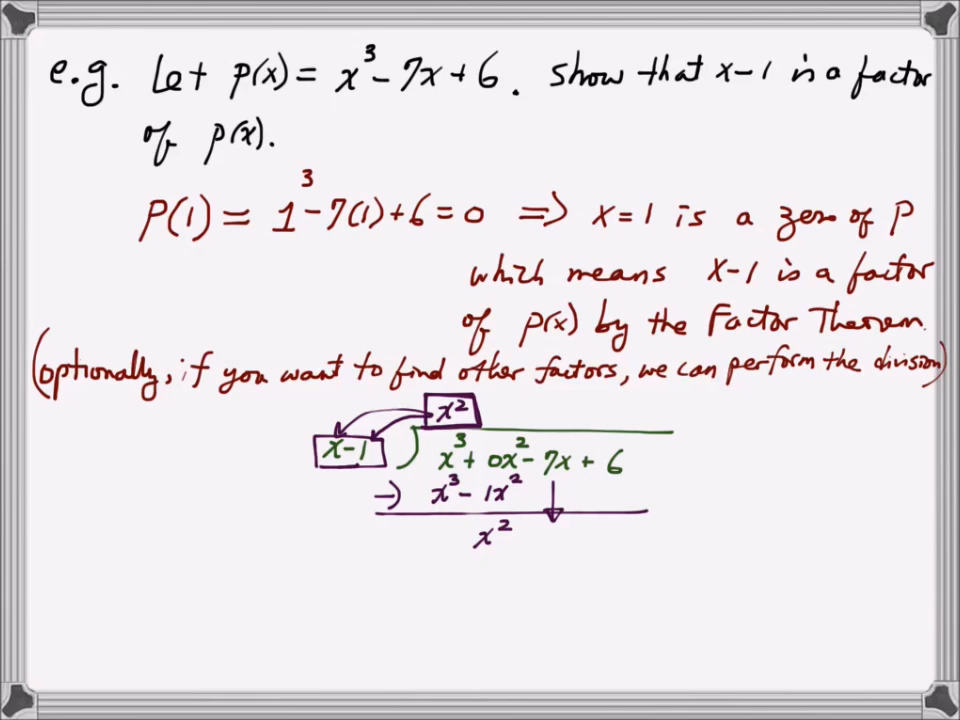 e.g. Let p(x) = x³ - 7x + 6. show that x-1 is a factor
of p(x).
P(1) = 1³ - 7(1) + 6 = 0 => x = 1 is a zero of P
which means x-1 is a factor
of p(x) by the Factor Theorem.
(optionally, if you want to find other factors, we can perform the division)
x²
x-1 ) x³ + 0x² - 7x + 6
-) x³ - 1x²
x²